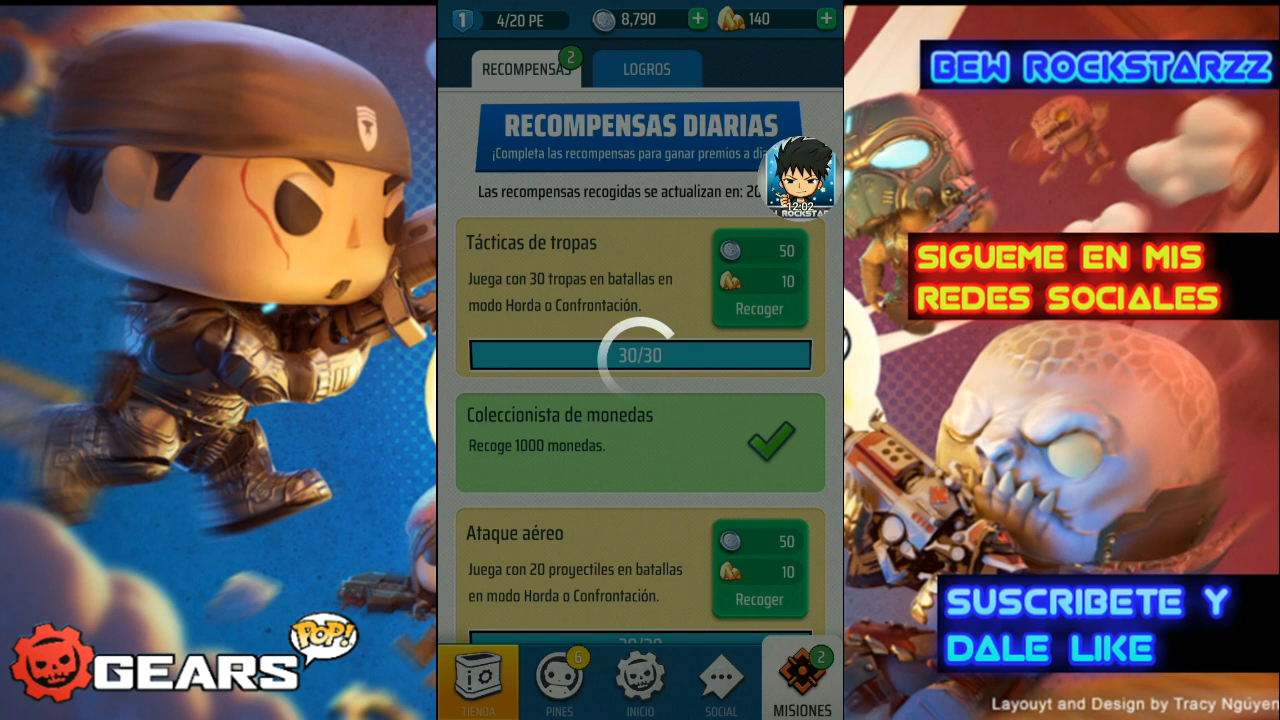 1
4/20 PE
8,790
140
RECOMPENSAS
2
LOGROS
RECOMPENSAS DIARIAS
¡Completa las recompensas para ganar premios a
Las recompensas recogidas se actualizan en:
12:02
Tácticas de tropas
Juega con 30 tropas en batallas en
modo Horda o Confrontación.
50
10
Recoger
30/30
Coleccionista de monedas
Recoge 1000 monedas.
Ataque aéreo
Juega con 20 proyectiles en batallas
en modo Horda o Confrontación.
50
10
Recoger
TIENDA
6
PINES
INICIO
SOCIAL
2
MISIONES
POP!
GEARS
BEW ROCKSTARZZ
SIGUEME EN MIS
REDES SOCIALES
SUSCRIBETE Y
DALE LIKE
Layouyt and Design by Tracy Ngüyen